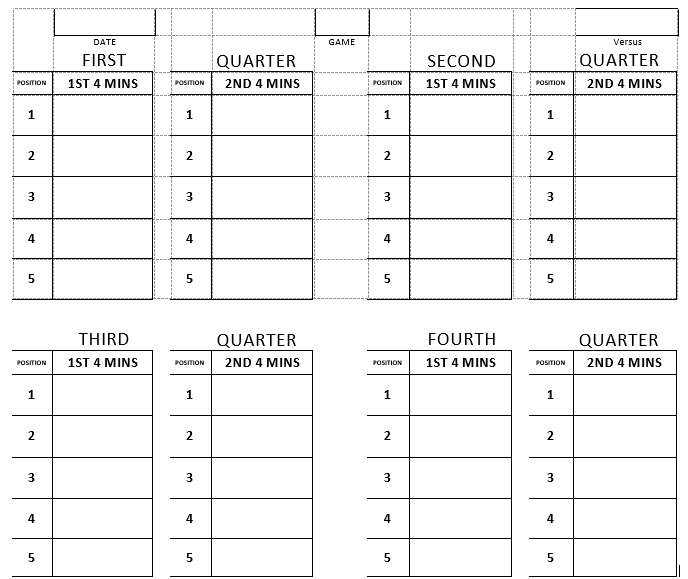 DATE GAME Versus
FIRST QUARTER SECOND QUARTER
POSITION 1ST 4 MINS POSITION 2ND 4 MINS POSITION 1ST 4 MINS POSITION 2ND 4 MINS
1 1 1 1
2 2 2 2
3 3 3 3
4 4 4 4
5 5 5 5
THIRD QUARTER FOURTH QUARTER
POSITION 1ST 4 MINS POSITION 2ND 4 MINS POSITION 1ST 4 MINS POSITION 2ND 4 MINS
1 1 1 1
2 2 2 2
3 3 3 3
4 4 4 4
5 5 5 5